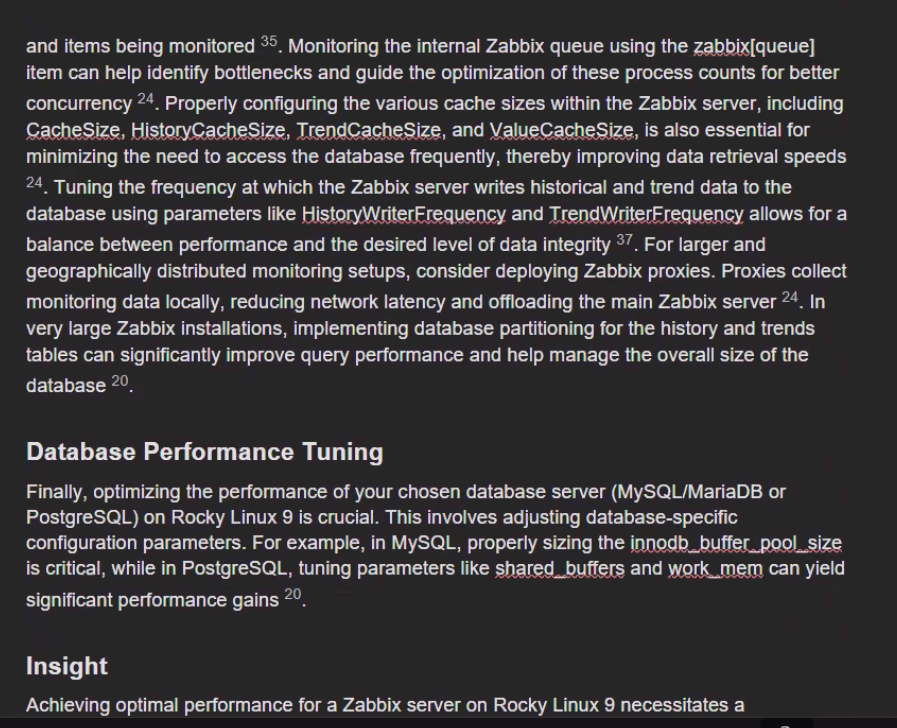 and items being monitored 35. Monitoring the internal Zabbix queue using the zabbix[queue]
item can help identify bottlenecks and guide the optimization of these process counts for better
concurrency 24. Properly configuring the various cache sizes within the Zabbix server, including
CacheSize, HistoryCacheSize, TrendCacheSize, and ValueCacheSize, is also essential for
minimizing the need to access the database frequently, thereby improving data retrieval speeds
24. Tuning the frequency at which the Zabbix server writes historical and trend data to the
database using parameters like HistoryWriterFrequency and TrendWriterFrequency allows for a
balance between performance and the desired level of data integrity 37. For larger and
geographically distributed monitoring setups, consider deploying Zabbix proxies. Proxies collect
monitoring data locally, reducing network latency and offloading the main Zabbix server 24. In
very large Zabbix installations, implementing database partitioning for the history and trends
tables can significantly improve query performance and help manage the overall size of the
database 20.
Database Performance Tuning
Finally, optimizing the performance of your chosen database server (MySQL/MariaDB or
PostgreSQL) on Rocky Linux 9 is crucial. This involves adjusting database-specific
configuration parameters. For example, in MySQL, properly sizing the innodb_buffer_pool_size
is critical, while in PostgreSQL, tuning parameters like shared_buffers and work_mem can yield
significant performance gains 20.
Insight
Achieving optimal performance for a Zabbix server on Rocky Linux 9 necessitates a